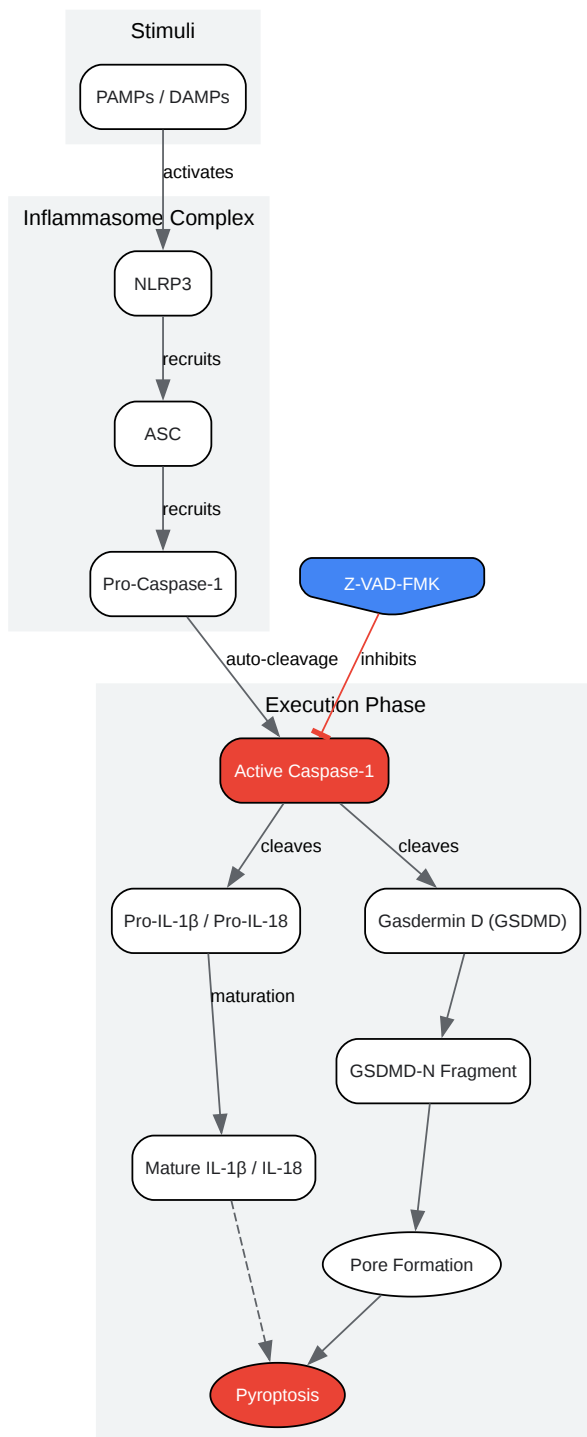 Stimuli
PAMPs / DAMPs
activates
Inflammasome Complex
NLRP3
recruits
ASC
recruits
Pro-Caspase-1
Z-VAD-FMK
auto-cleavage
inhibits
Execution Phase
Active Caspase-1
cleaves
cleaves
Pro-IL-1β / Pro-IL-18
Gasdermin D (GSDMD)
maturation
GSDMD-N Fragment
Mature IL-1β / IL-18
Pore Formation
Pyroptosis